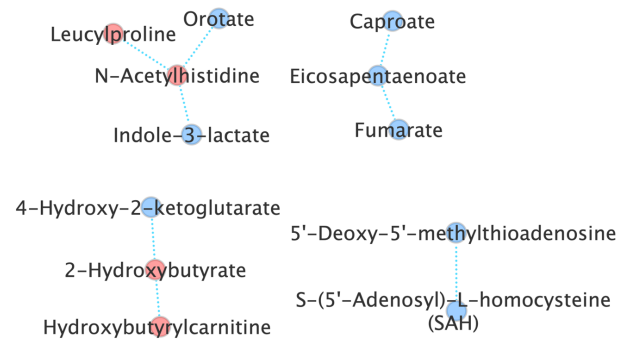 Orotate
Caproate
Leucylproline
N-Acetylhistidine
Eicosapentaenoate
Indole-3-lactate
Fumarate
4-Hydroxy-2-ketoglutarate
5'-Deoxy-5'-methylthioadenosine
2-Hydroxybutyrate
S-(5'-Adenosyl)-L-homocysteine
(SAH)
Hydroxybutyrylcarnitine